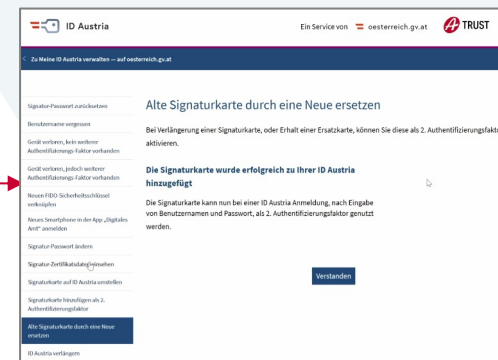 ID Austria
Ein Service von oesterreich.gv.at
A TRUST
Zu Meine ID Austria verwalten — auf oesterreich.gv.at
Signatur-Passwort zurücksetzen
Benutzername vergessen
Gerät verloren, kein weiterer
Authentifizierungs-Faktor vorhanden
Gerät verloren, jedoch weiterer
Authentifizierungs-Faktor vorhanden
Neuen FIDO-Sicherheitsschlüssel
verknüpfen
Neues Smartphone in der App „Digitales
Amt“ anmelden
Signatur-Passwort ändern
Signatur-Zertifikatsdaten einsehen
Signaturkarte auf ID Austria umstellen
Signaturkarte hinzufügen als 2.
Authentifizierungsfaktor
Alte Signaturkarte durch eine Neue
ersetzen
ID Austria verlängern
Alte Signaturkarte durch eine Neue ersetzen
Bei Verlängerung einer Signaturkarte, oder Erhalt einer Ersatzkarte, können Sie diese als 2. Authentifizierungsfakto
aktivieren.
Die Signaturkarte wurde erfolgreich zu Ihrer ID Austria
hinzugefügt
Die Signaturkarte kann nun bei einer ID Austria Anmeldung, nach Eingabe
von Benutzernamen und Passwort, als 2. Authentifizierungsfaktor genutzt
werden.
Verstanden